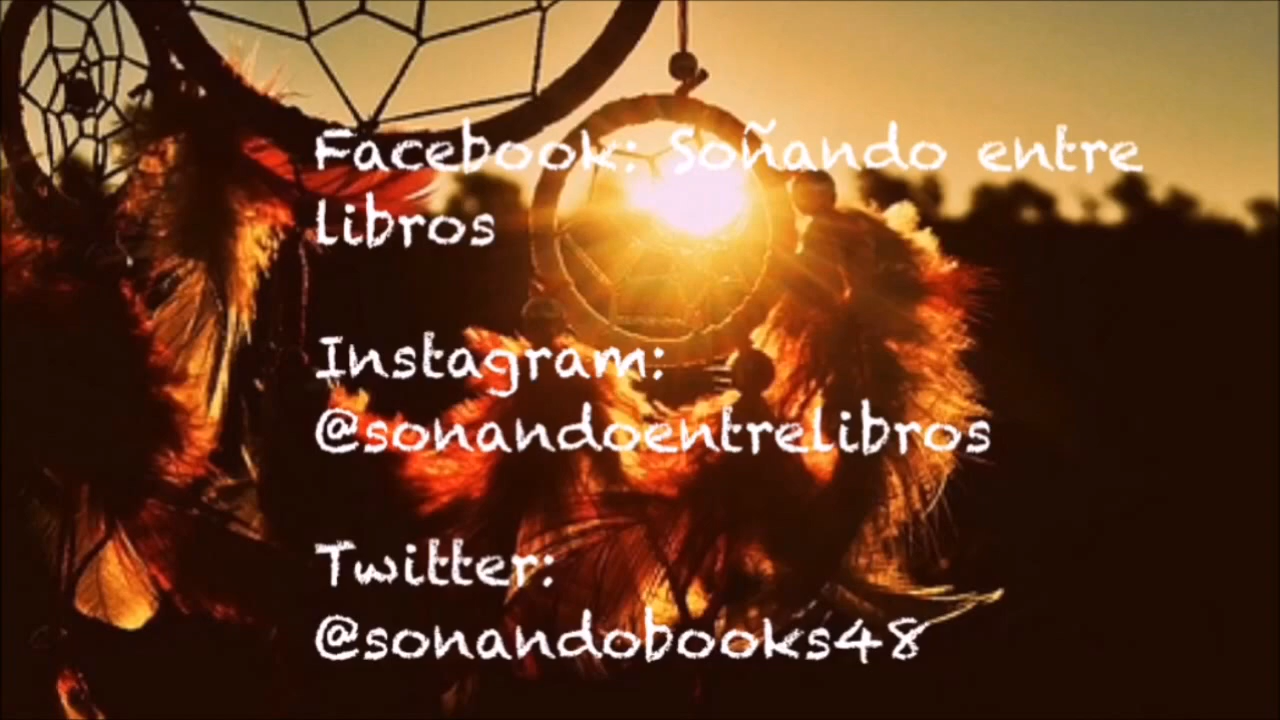 Facebook: Soñando entre
libros
Instagram:
@sonandoentrelibros
Twitter:
@sonandobooks48